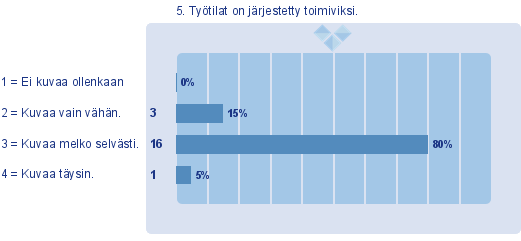 5. Työtilat on järjestetty toimiviksi.
1 = Ei kuvaa ollenkaan 0%
2 = Kuvaa vain vähän. 3 15%
3 = Kuvaa melko selvästi. 16 80%
4 = Kuvaa täysin. 1 5%